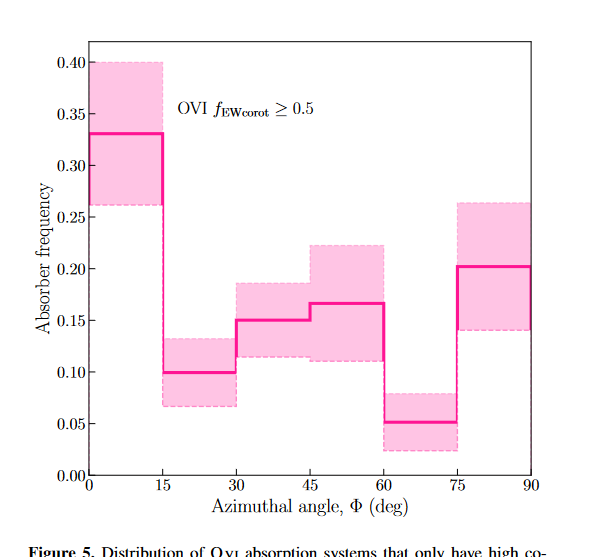 0.40
OVI fEWcorot ≥ 0.5
0.35
0.30
0.25
Absorber frequency
0.20
0.15
0.10
0.05
0.00
0 15 30 45 60 75 90
Azimuthal angle, Φ (deg)
Figure 5. Distribution of O VI absorption systems that only have high co-